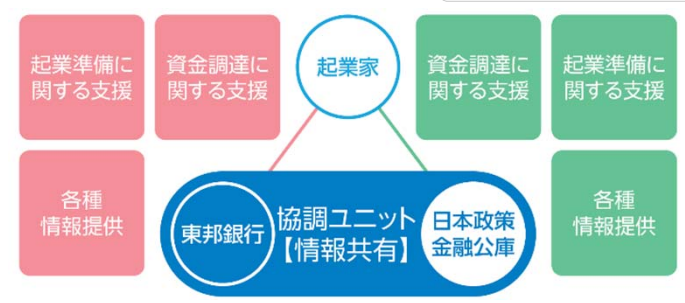 起業準備に
関する支援
資金調達に
関する支援
起業家
資金調達に
関する支援
起業準備に
関する支援
各種
情報提供
東邦銀行
協調ユニット
【情報共有】
日本政策
金融公庫
各種
情報提供